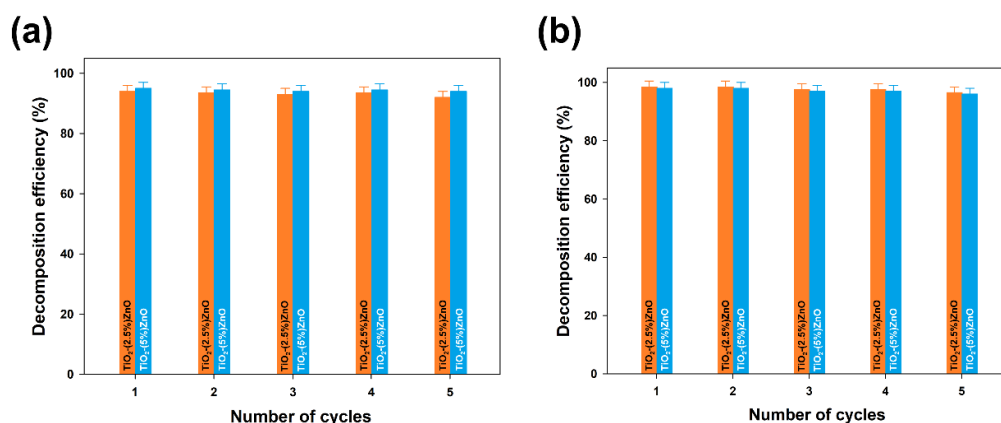 (a)
Decomposition efficiency (%)
100
80
60
40
20
0
TiO₂-(2.5%)ZnO
TiO₂-(5%)ZnO
TiO₂-(2.5%)ZnO
TiO₂-(5%)ZnO
TiO₂-(2.5%)ZnO
TiO₂-(5%)ZnO
TiO₂-(2.5%)ZnO
TiO₂-(5%)ZnO
TiO₂-(2.5%)ZnO
TiO₂-(5%)ZnO
1 2 3 4 5
Number of cycles
(b)
Decomposition efficiency (%)
100
80
60
40
20
0
TiO₂-(2.5%)ZnO
TiO₂-(5%)ZnO
TiO₂-(2.5%)ZnO
TiO₂-(5%)ZnO
TiO₂-(2.5%)ZnO
TiO₂-(5%)ZnO
TiO₂-(2.5%)ZnO
TiO₂-(5%)ZnO
TiO₂-(2.5%)ZnO
TiO₂-(5%)ZnO
1 2 3 4 5
Number of cycles